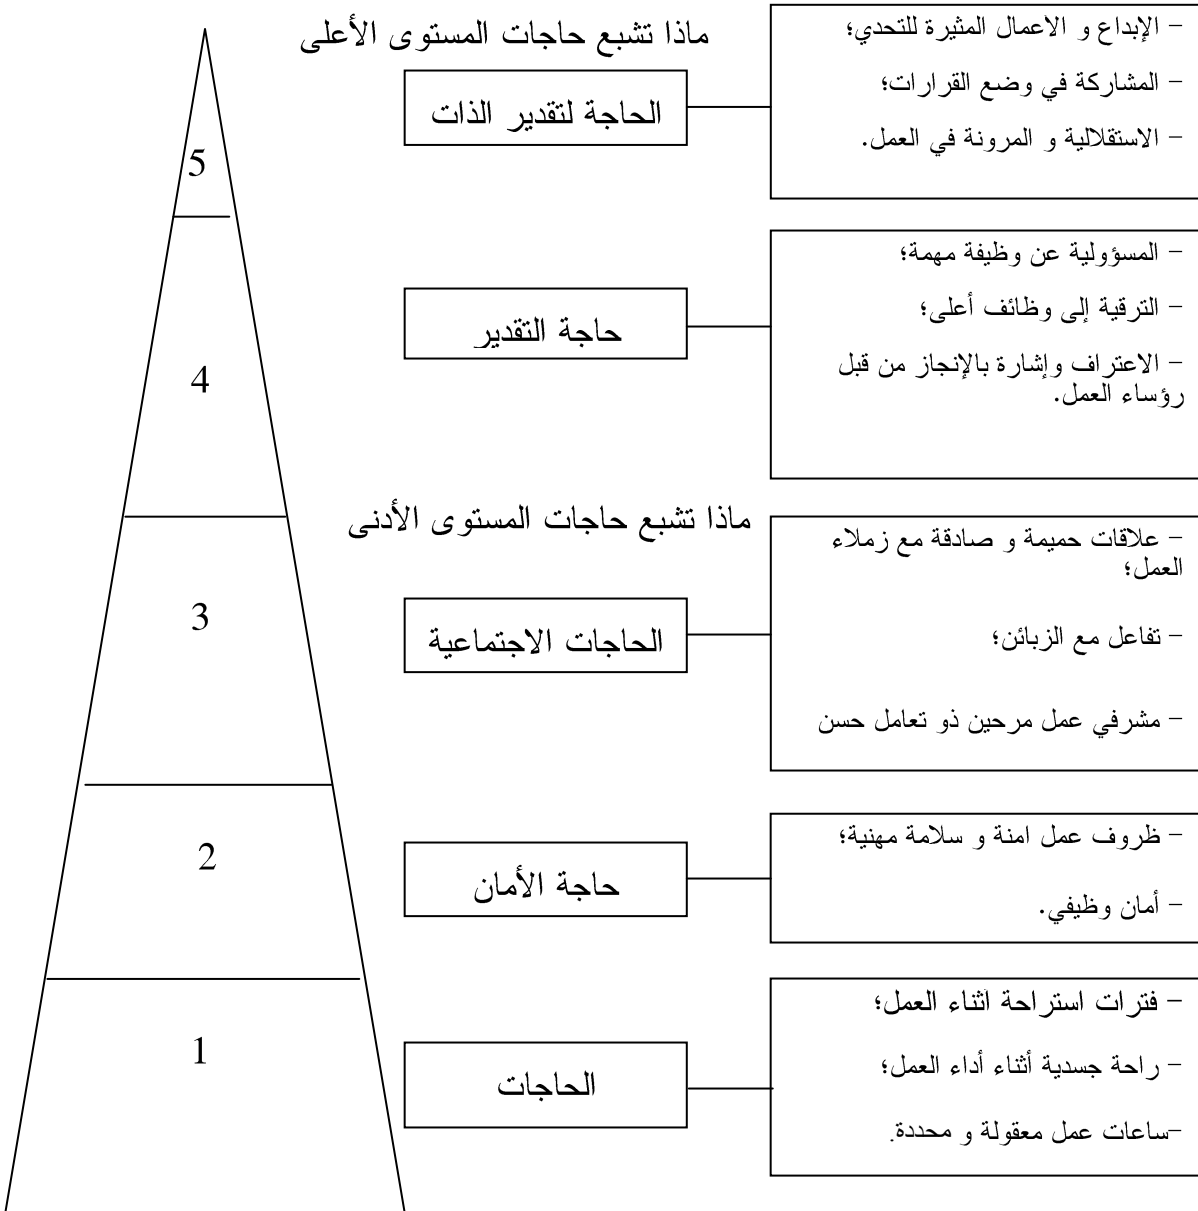 ماذا تشبع حاجات المستوى الأعلى
5
الحاجة لتقدير الذات
– الإبداع و الاعمال المثيرة للتحدي؛
– المشاركة في وضع القرارات؛
– الاستقلالية و المرونة في العمل.
4
حاجة التقدير
– المسؤولية عن وظيفة مهمة؛
– الترقية إلى وظائف أعلى؛
– الاعتراف وإشارة بالإنجاز من قبل
رؤساء العمل.
ماذا تشبع حاجات المستوى الأدنى
3
الحاجات الاجتماعية
– علاقات حميمة و صادقة مع زملاء
العمل؛
– تفاعل مع الزبائن؛
– مشرفي عمل مرحين ذو تعامل حسن
2
حاجة الأمان
– ظروف عمل امنة و سلامة مهنية؛
– أمان وظيفي.
1
الحاجات
– فترات استراحة أثناء العمل؛
– راحة جسدية أثناء أداء العمل؛
–ساعات عمل معقولة و محددة.